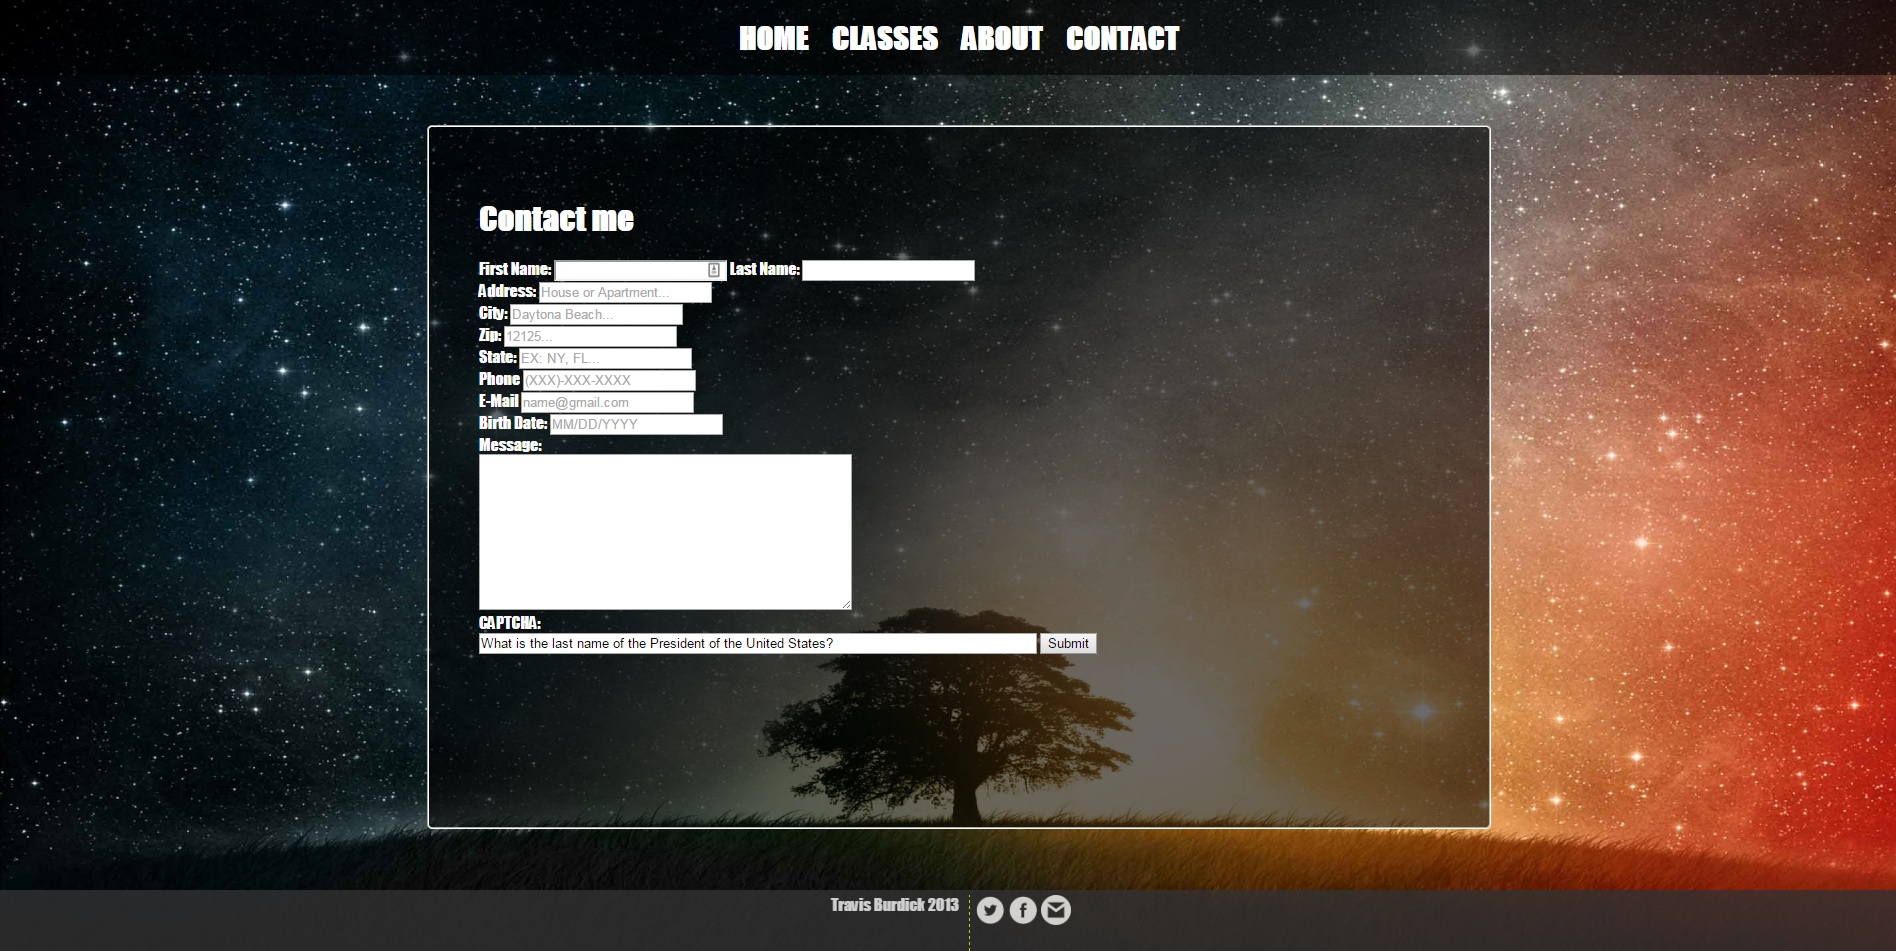 HOME CLASSES ABOUT CONTACT
Contact me
First Name: Last Name:
Address: House or Apartment...
City: Daytona Beach...
Zip: 12125...
State: EX: NY, FL...
Phone (XXX)-XXX-XXXX
E-Mail name@gmail.com
Birth Date: MM/DD/YYYY
Message:
CAPTCHA:
What is the last name of the President of the United States? Submit
Travis Burdick 2013